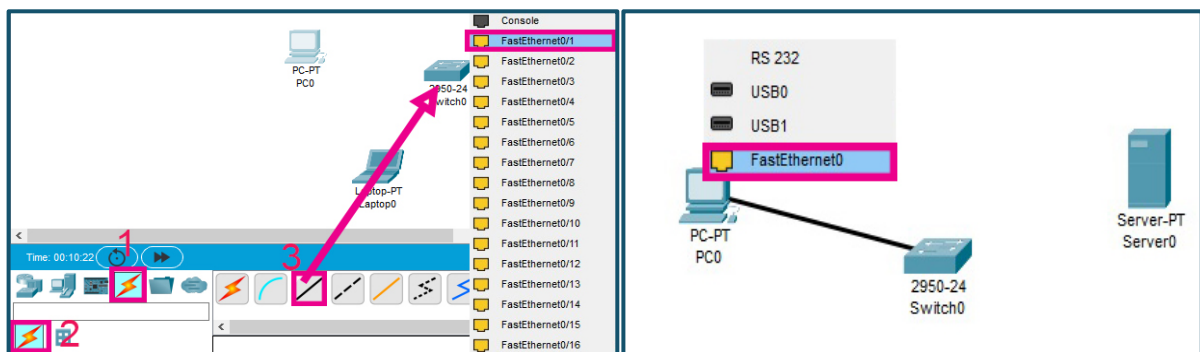 PC-PT
PC0
2950-24
Switch0
Laptop-PT
Laptop0
Console
FastEthernet0/1
FastEthernet0/2
FastEthernet0/3
FastEthernet0/4
FastEthernet0/5
FastEthernet0/6
FastEthernet0/7
FastEthernet0/8
FastEthernet0/9
FastEthernet0/10
FastEthernet0/11
FastEthernet0/12
FastEthernet0/13
FastEthernet0/14
FastEthernet0/15
FastEthernet0/16
Time: 00:10:22
1
2
3
RS 232
USB0
USB1
FastEthernet0
PC-PT
PC0
2950-24
Switch0
Server-PT
Server0